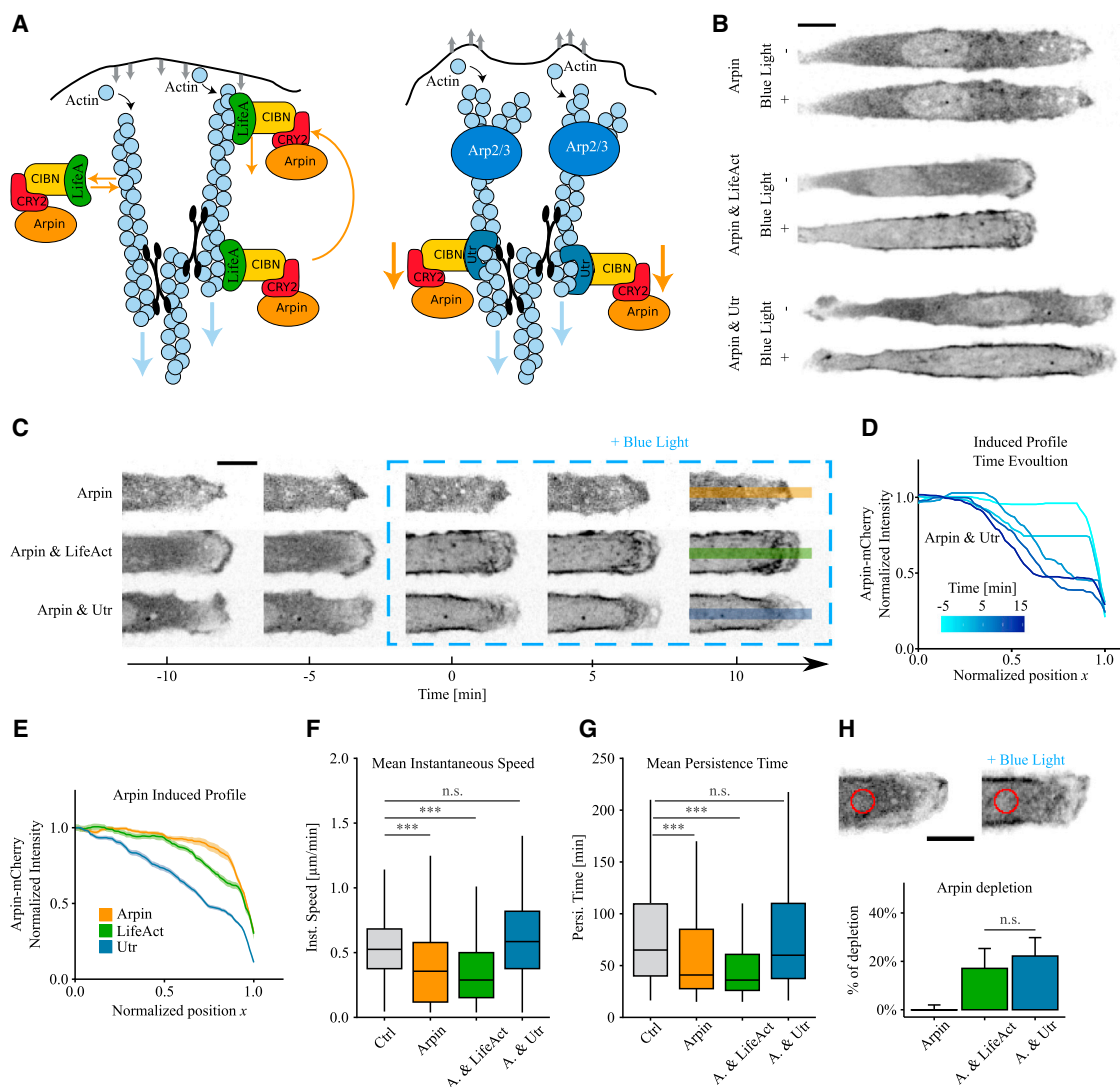 A
Actin
Actin
LifeA
CIBN
CRY2
Arpin
CIBN
LifeA
CRY2
Arpin
LifeA
CIBN
CRY2
Arpin
Actin
Actin
Arp2/3
Arp2/3
CIBN
Utr
CRY2
Arpin
Utr
CIBN
CRY2
Arpin
B
Arpin
Blue Light
-
+
Arpin & LifeAct
Blue Light
-
+
Arpin & Utr
Blue Light
-
+
C
+ Blue Light
Arpin
Arpin & LifeAct
Arpin & Utr
-10
-5
0
5
10
Time [min]
D
Induced Profile
Time Evoultion
Arpin-mCherry
Normalized Intensity
1.0
0.5
0.0
Arpin & Utr
Time [min]
-5 5 15
0.0 0.5 1.0
Normalized position x
E
Arpin Induced Profile
Arpin-mCherry
Normalized Intensity
1.0
0.5
0.0
Arpin
LifeAct
Utr
0.0 0.5 1.0
Normalized position x
F
Mean Instantaneous Speed
Inst. Speed [µm/min]
2.0
1.5
1.0
0.5
0.0
n.s.
***
***
Ctrl
Arpin
A. & LifeAct
A. & Utr
G
Mean Persistence Time
Persi. Time [min]
250
200
150
100
50
0
n.s.
***
***
Ctrl
Arpin
A. & LifeAct
A. & Utr
H
+ Blue Light
Arpin depletion
% of depletion
40%
20%
0%
n.s.
Arpin
A. & LifeAct
A. & Utr